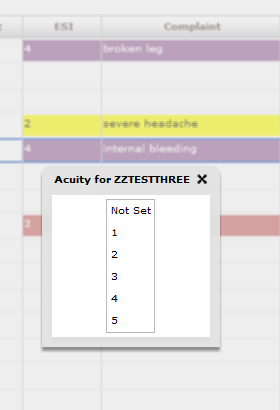 ESI Complaint
4 broken leg
2 severe headache
4 internal bleeding
Acuity for ZZTESTTHREE X
3
Not Set
1
2
3
4
5